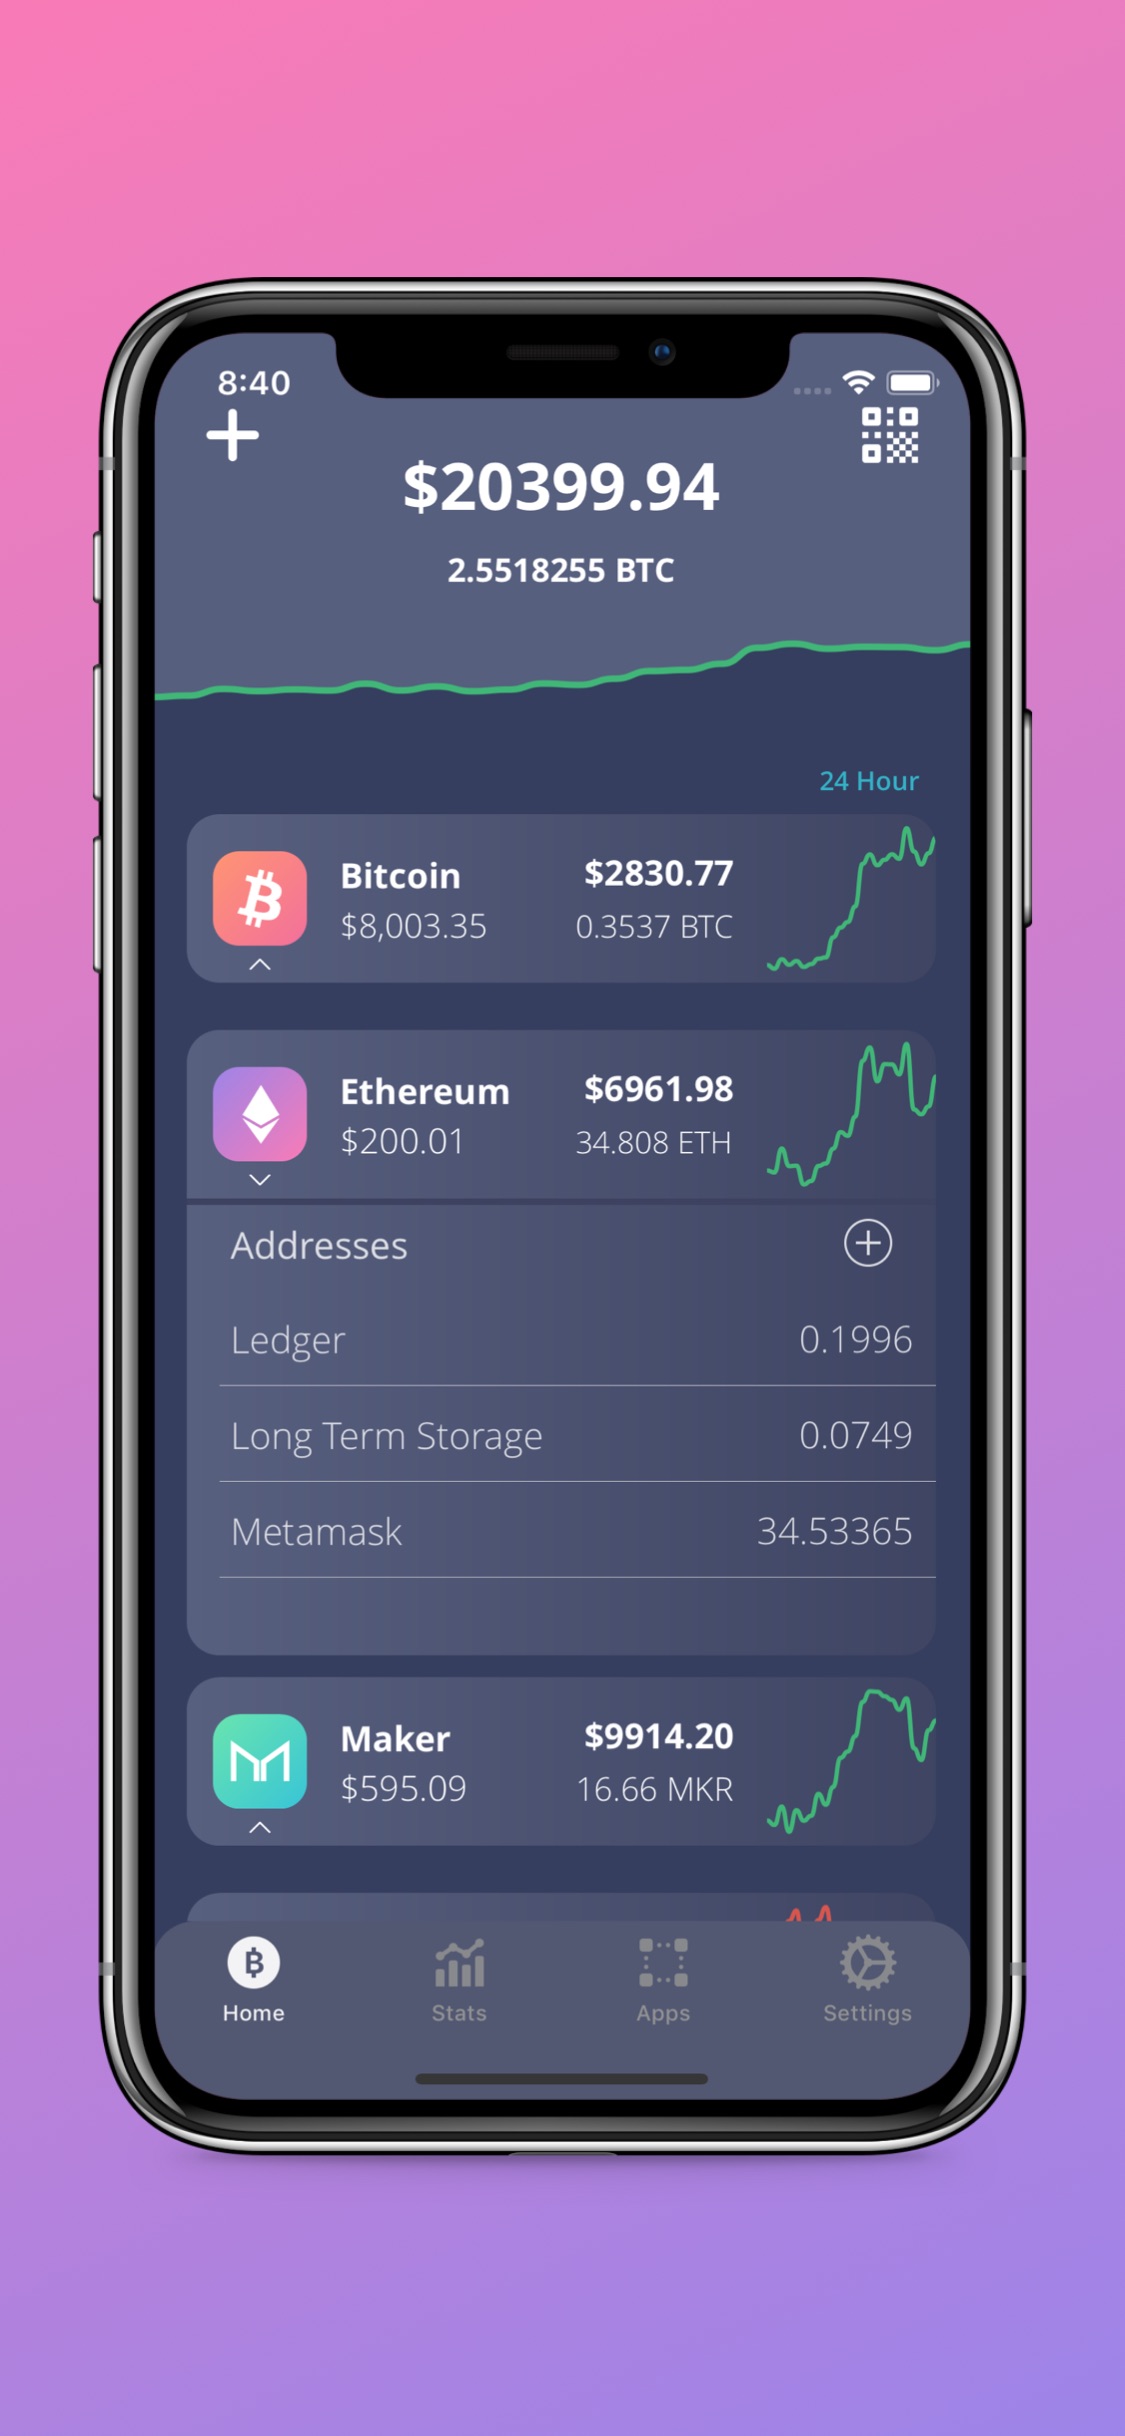 8:40
$20399.94
2.5518255 BTC
24 Hour
Bitcoin $2830.77
$8,003.35 0.3537 BTC
Ethereum $6961.98
$200.01 34.808 ETH
Addresses
Ledger 0.1996
Long Term Storage 0.0749
Metamask 34.53365
Maker $9914.20
$595.09 16.66 MKR
Home Stats Apps Settings